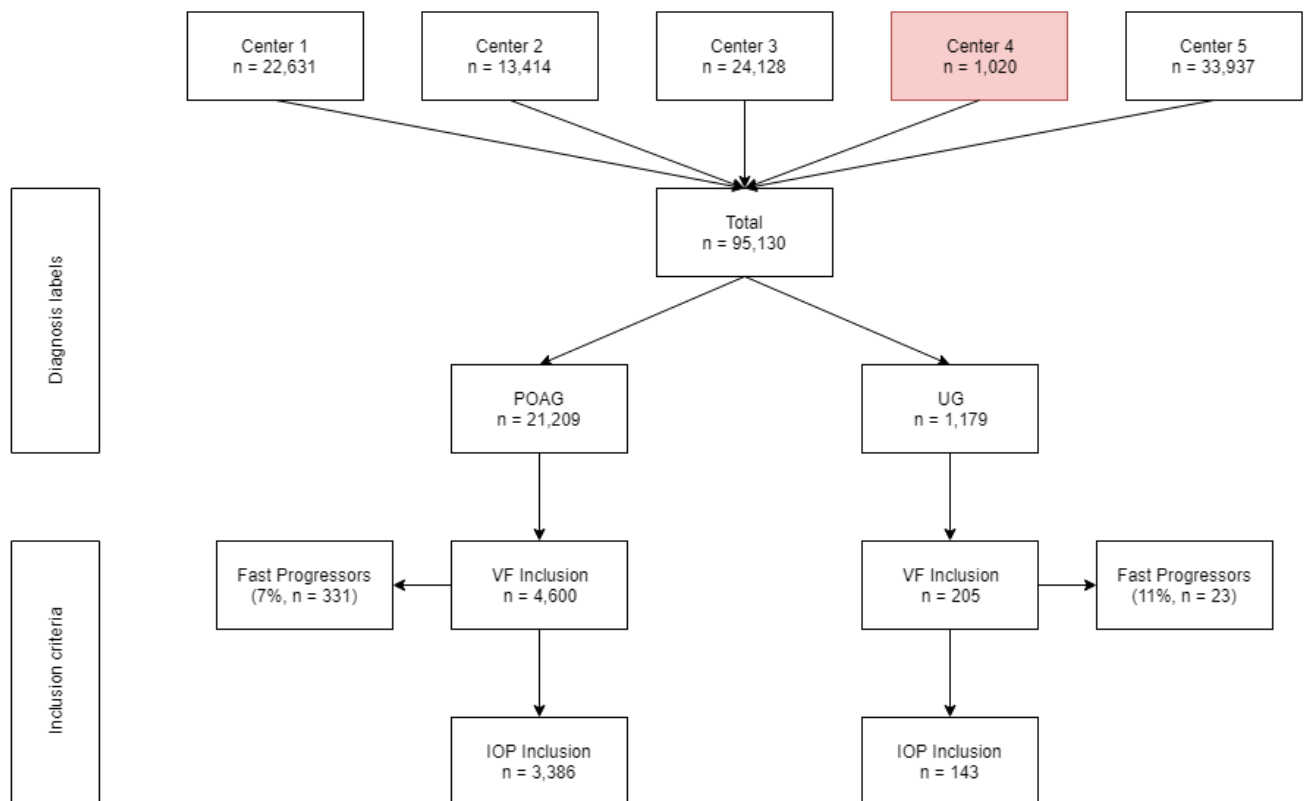 Center 1
n = 22,631
Center 2
n = 13,414
Center 3
n = 24,128
Center 4
n = 1,020
Center 5
n = 33,937
Diagnosis labels
Total
n = 95,130
POAG
n = 21,209
UG
n = 1,179
Inclusion criteria
Fast Progressors
(7%, n = 331)
VF Inclusion
n = 4,600
VF Inclusion
n = 205
Fast Progressors
(11%, n = 23)
IOP Inclusion
n = 3,386
IOP Inclusion
n = 143